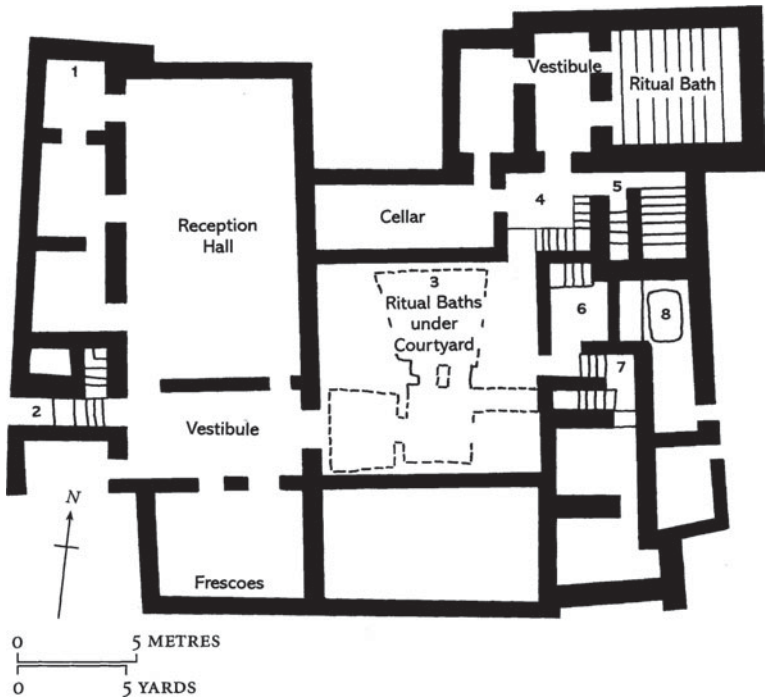 1
Vestibule
Ritual Bath
Cellar
4
5
Reception
Hall
3
Ritual Baths
under
Courtyard
6
8
7
2
Vestibule
N
Frescoes
0 5 METRES
0 5 YARDS